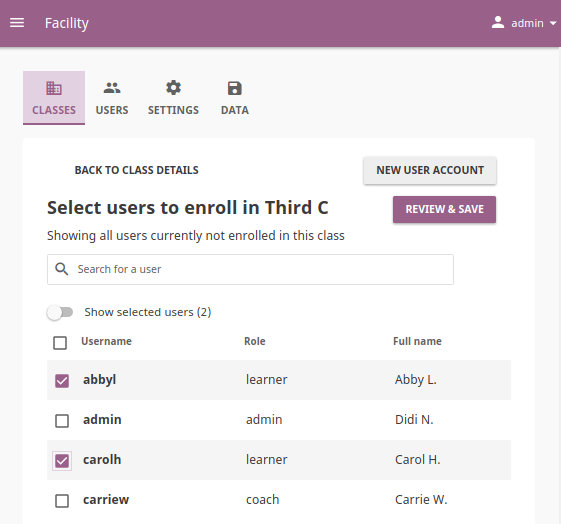 Facility
admin
CLASSES USERS SETTINGS DATA
BACK TO CLASS DETAILS
NEW USER ACCOUNT
Select users to enroll in Third C
REVIEW & SAVE
Showing all users currently not enrolled in this class
Search for a user
Show selected users (2)
Username Role Full name
abbyl learner Abby L.
admin admin Didi N.
carolh learner Carol H.
carriew coach Carrie W.